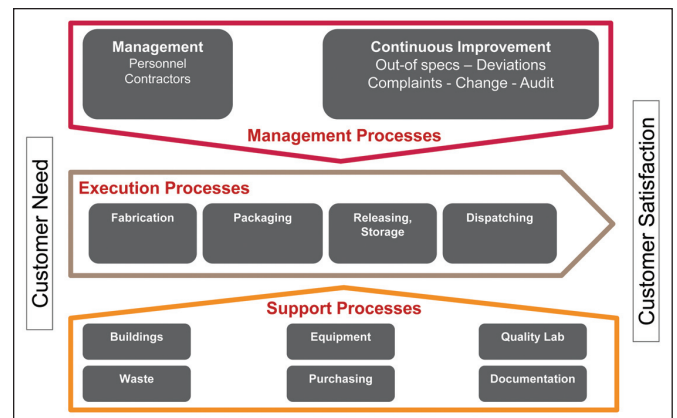 Management
Personnel
Contractors
Continuous Improvement
Out-of specs – Deviations
Complaints - Change - Audit
Management Processes
Customer Need
Customer Satisfaction
Execution Processes
Fabrication
Packaging
Releasing,
Storage
Dispatching
Support Processes
Buildings
Equipment
Quality Lab
Waste
Purchasing
Documentation